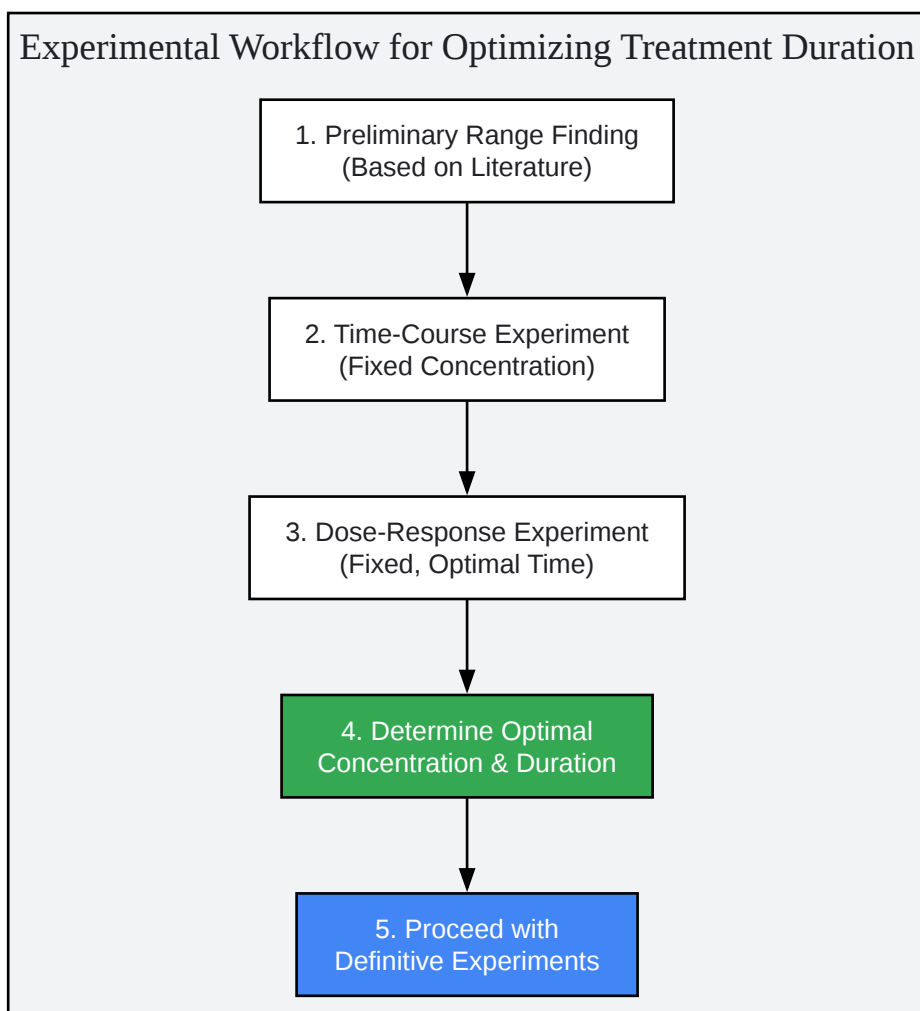 Experimental Workflow for Optimizing Treatment Duration
1. Preliminary Range Finding
(Based on Literature)
2. Time-Course Experiment
(Fixed Concentration)
3. Dose-Response Experiment
(Fixed, Optimal Time)
4. Determine Optimal
Concentration & Duration
5. Proceed with
Definitive Experiments